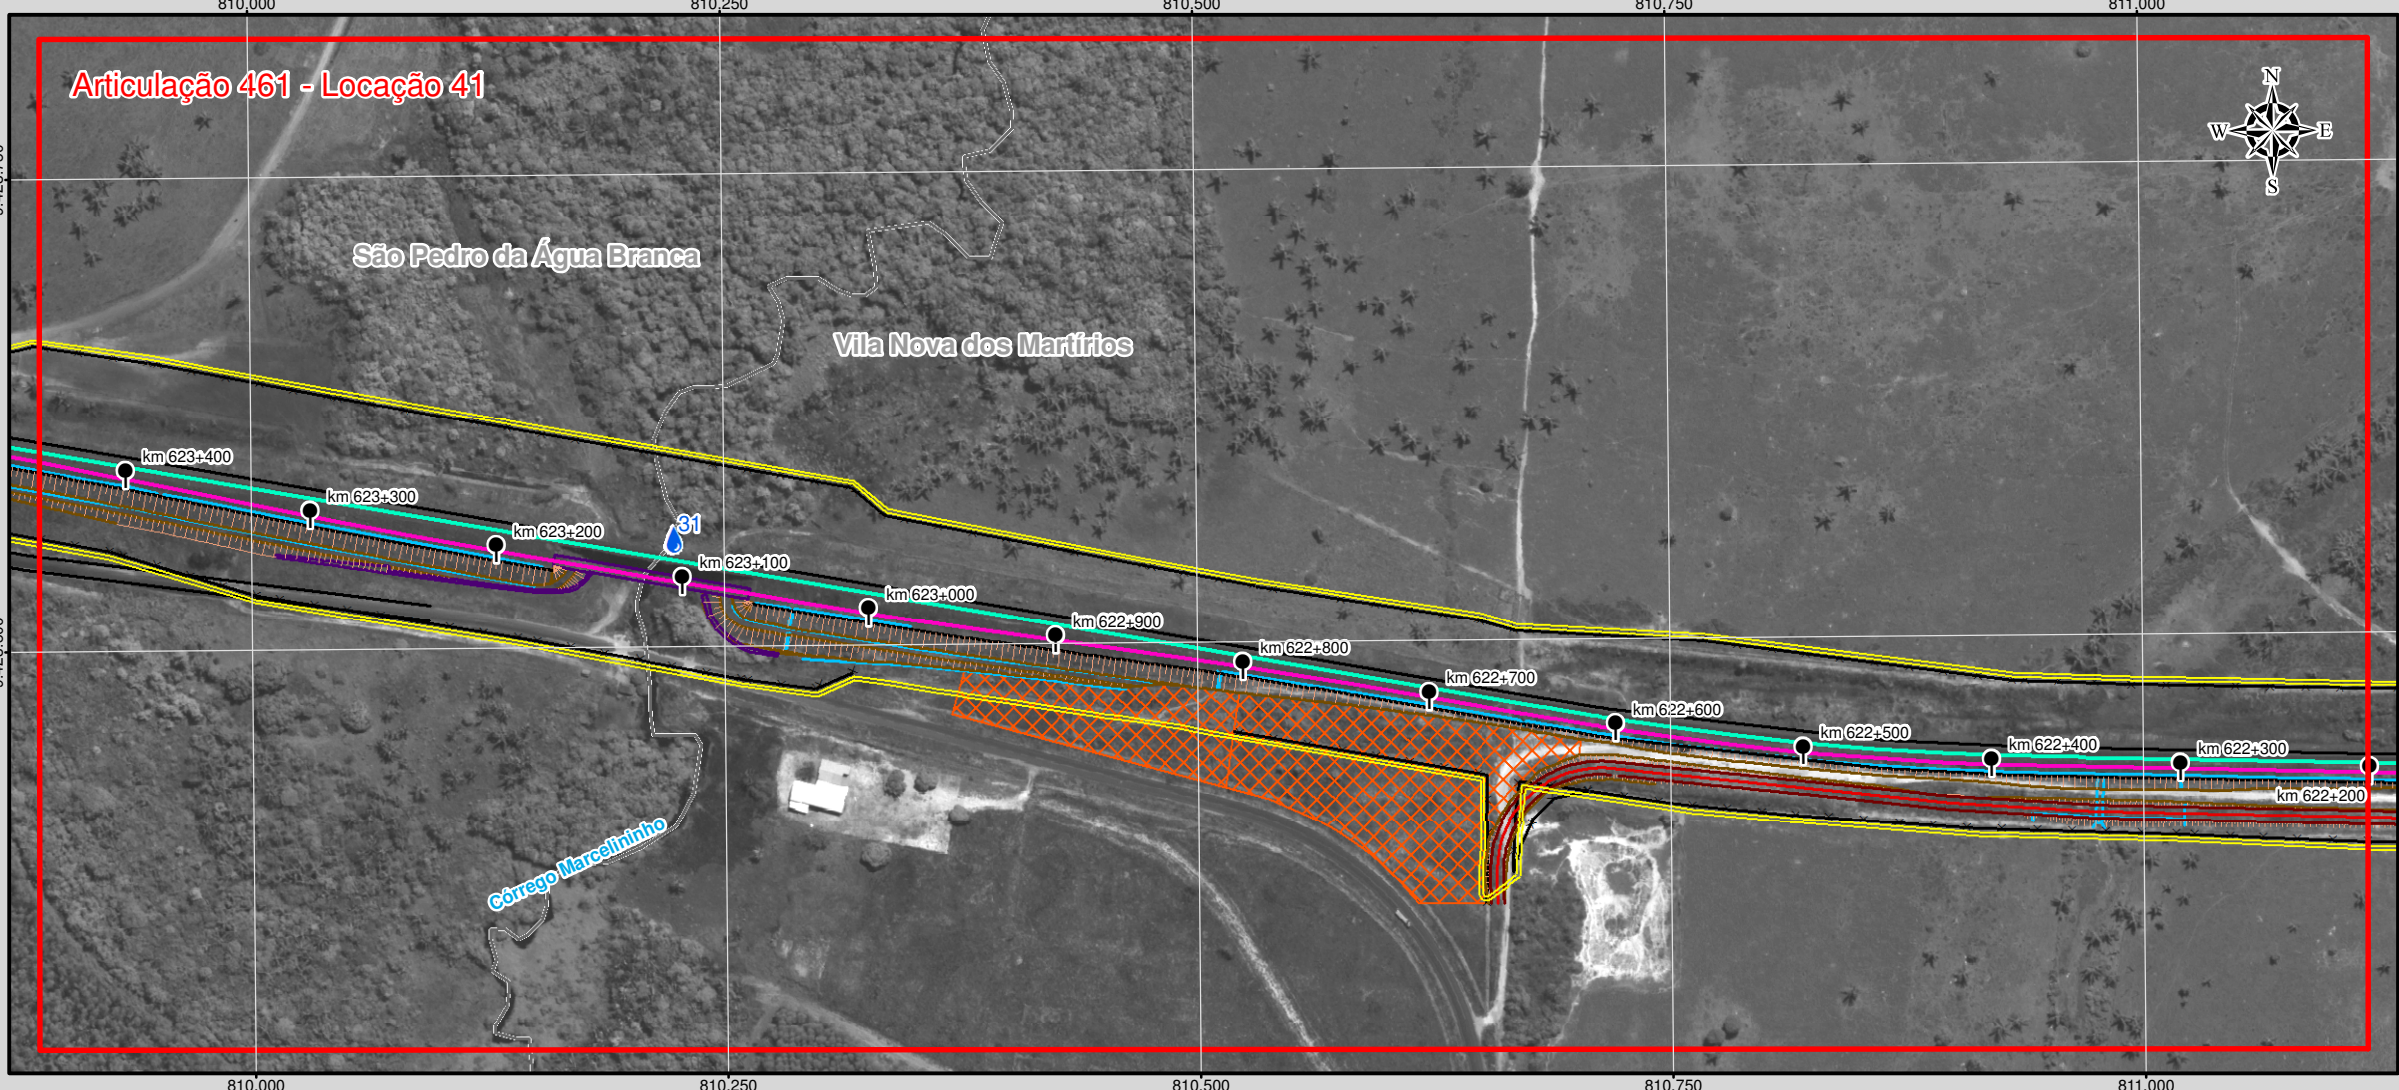 810,000 810,250 810,500 810,750 811,000
Articulação 461 - Locação 41
N
W E
S
São Pedro da Água Branca
Vila Nova dos Martírios
km 623+400
km 623+300
km 623+200
31
km 623+100
km 623+000
km 622+900
km 622+800
km 622+700
km 622+600
km 622+500
km 622+400
km 622+300
km 622+200
Córrego Marcelininho
810,000 810,250 810,500 810,750 811,000